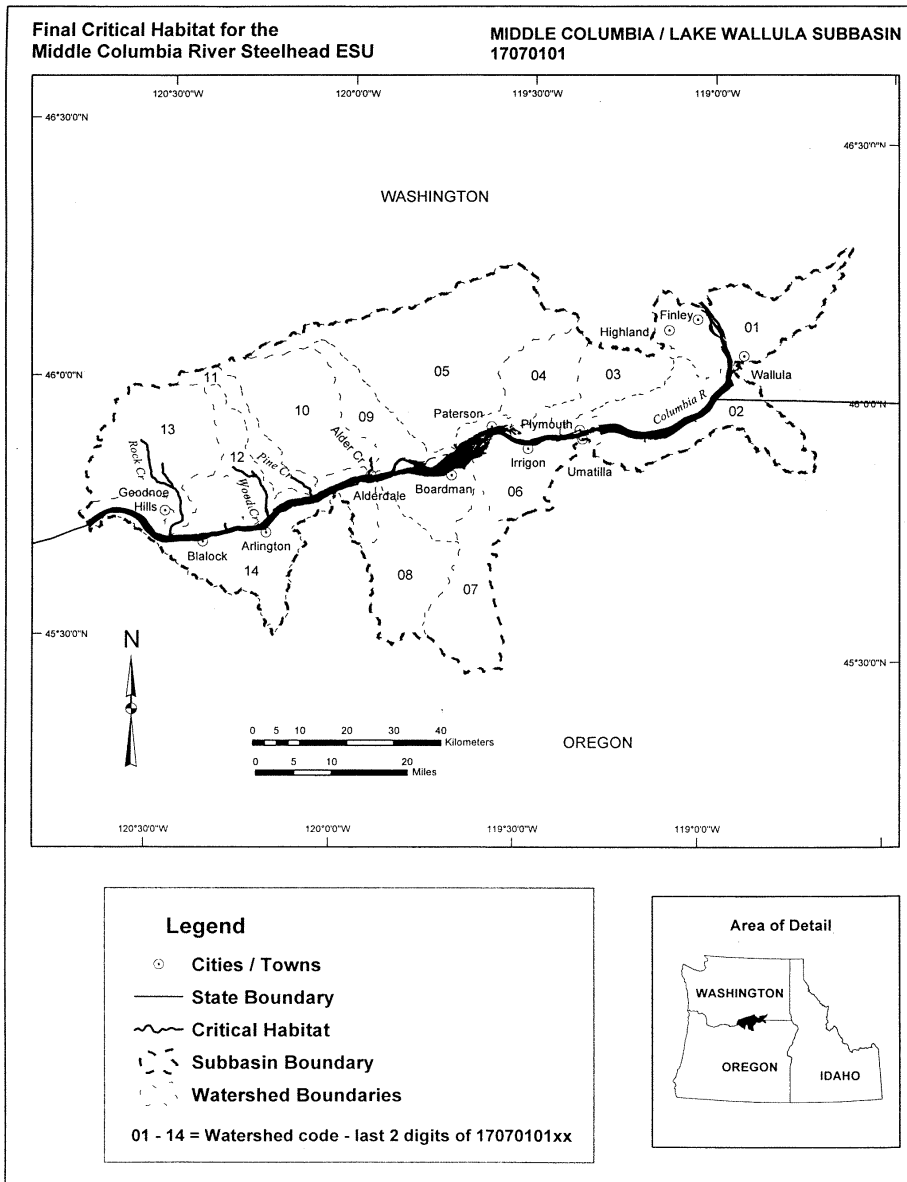 Final Critical Habitat for the
Middle Columbia River Steelhead ESU
MIDDLE COLUMBIA / LAKE WALLULA SUBBASIN
17070101
120°30'0"W
120°0'0"W
119°30'0"W
119°0'0"W
46°30'0"N
46°30'0"N
WASHINGTON
Finley
Highland
01
Wallula
46°0'0"N
46°0'0"N
11
05
04
03
10
09
Paterson
Plymouth
Columbia R
02
13
12
Alder Cr
Pine Cr
Rock Cr
Wood Cr
Irrigon
Umatilla
Goodnoe
Hills
Alderdale
Boardman
06
Arlington
Blalock
14
08
07
45°30'0"N
45°30'0"N
N
0 5 10 20 30 40
Kilometers
0 5 10 20
Miles
OREGON
120°30'0"W
120°0'0"W
119°30'0"W
119°0'0"W
Legend
Cities / Towns
State Boundary
Critical Habitat
Subbasin Boundary
Watershed Boundaries
01 - 14 = Watershed code - last 2 digits of 17070101xx
Area of Detail
WASHINGTON
OREGON
IDAHO